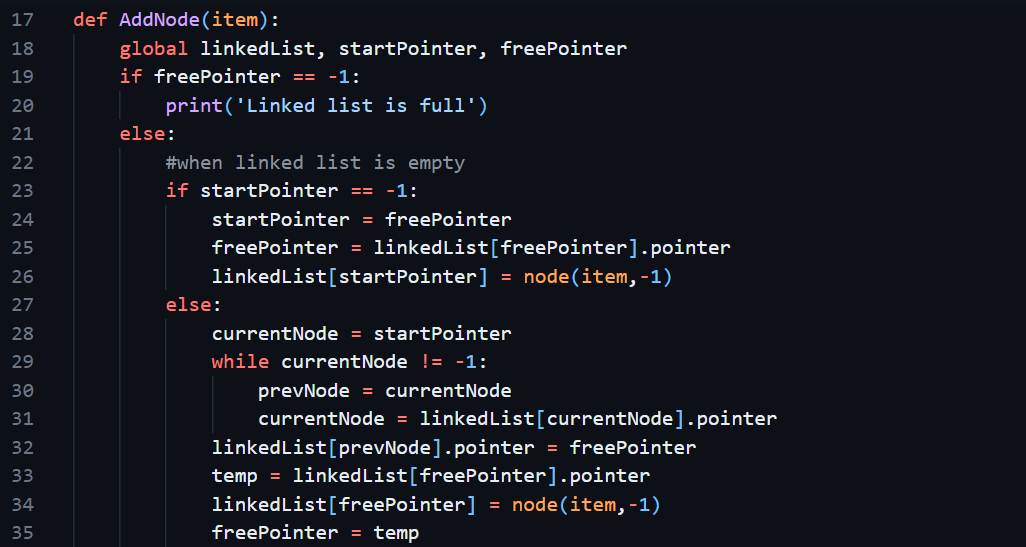 17 def AddNode(item):
18     global linkedList, startPointer, freePointer
19     if freePointer == -1:
20         print('Linked list is full')
21     else:
22         #when linked list is empty
23         if startPointer == -1:
24             startPointer = freePointer
25             freePointer = linkedList[freePointer].pointer
26             linkedList[startPointer] = node(item,-1)
27         else:
28             currentNode = startPointer
29             while currentNode != -1:
30                 prevNode = currentNode
31                 currentNode = linkedList[currentNode].pointer
32             linkedList[prevNode].pointer = freePointer
33             temp = linkedList[freePointer].pointer
34             linkedList[freePointer] = node(item,-1)
35             freePointer = temp